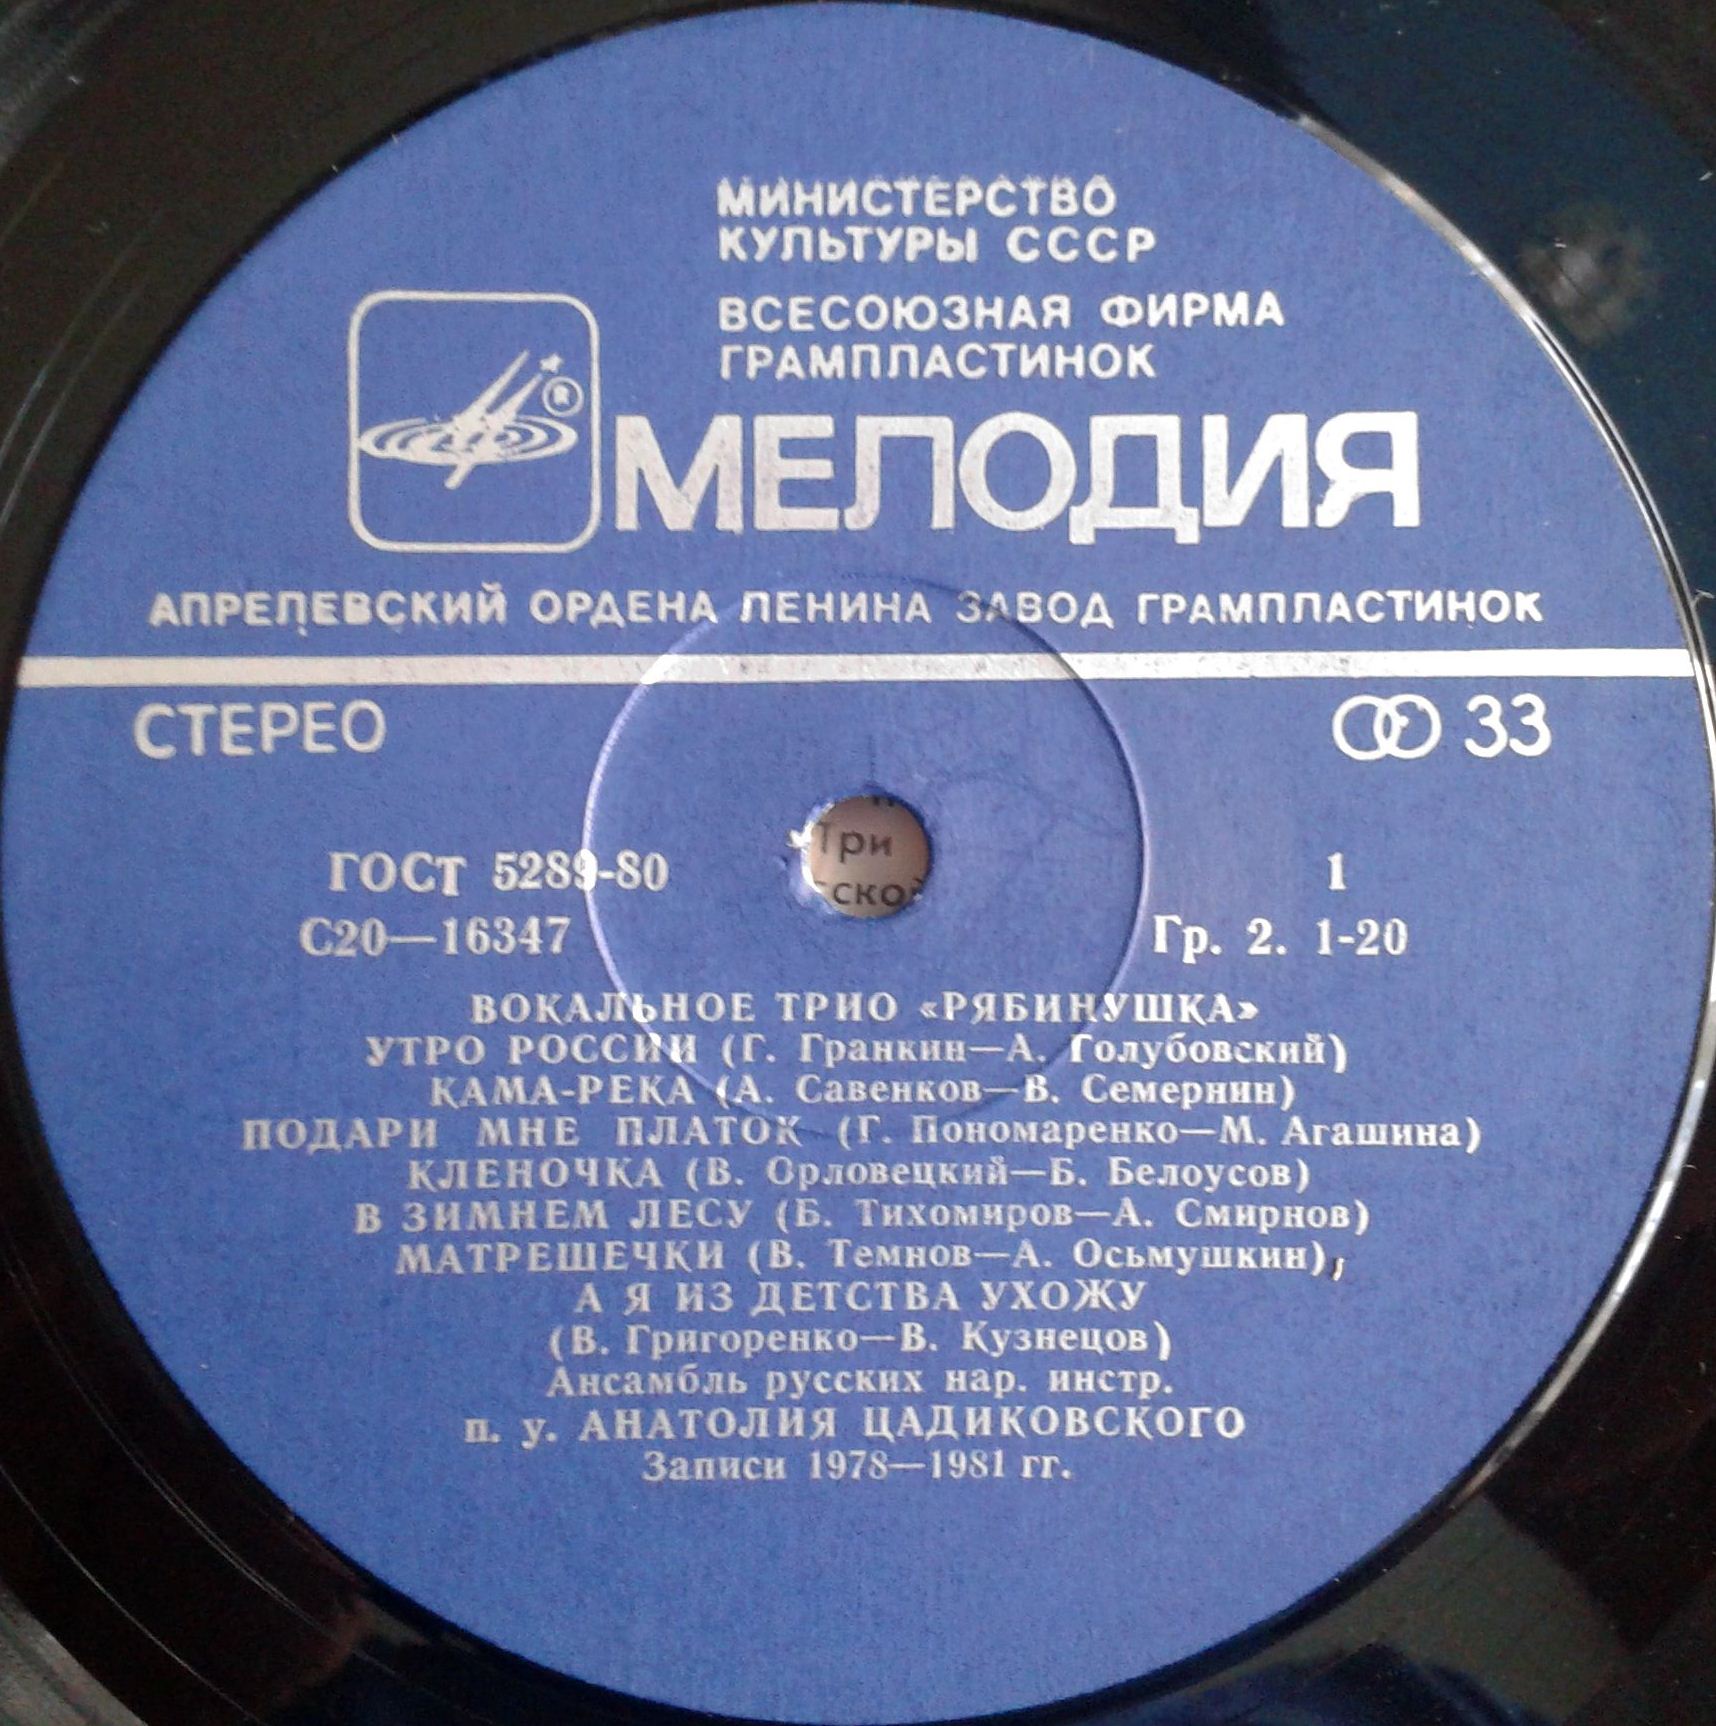 МИНИСТЕРСТВО
КУЛЬТУРЫ СССР
ВСЕСОЮЗНАЯ ФИРМА
ГРАМПЛАСТИНОК
МЕЛОДИЯ
АПРЕЛЕВСКИЙ ОРДЕНА ЛЕНИНА ЗАВОД ГРАМПЛАСТИНОК
СТЕРЕО 33
Три
ГОСТ 5289-80 1
ской
С20—16347 Гр. 2. 1-20
ВОКАЛЬНОЕ ТРИО «РЯБИНУШКА»
УТРО РОССИИ (Г. Гранкин—А. Голубовский)
КАМА-РЕКА (А. Савенков—В. Семернин)
ПОДАРИ МНЕ ПЛАТОК (Г. Пономаренко—М. Агашина)
КЛЕНОЧКА (В. Орловецкий—Б. Белоусов)
В ЗИМНЕМ ЛЕСУ (Б. Тихомиров—А. Смирнов)
МАТРЕШЕЧКИ (В. Темнов—А. Осьмушкин),
А Я ИЗ ДЕТСТВА УХОЖУ
(В. Григоренко—В. Кузнецов)
Ансамбль русских нар. инстр.
п. у. АНАТОЛИЯ ЦАДИКОВСКОГО
Записи 1978—1981 гг.